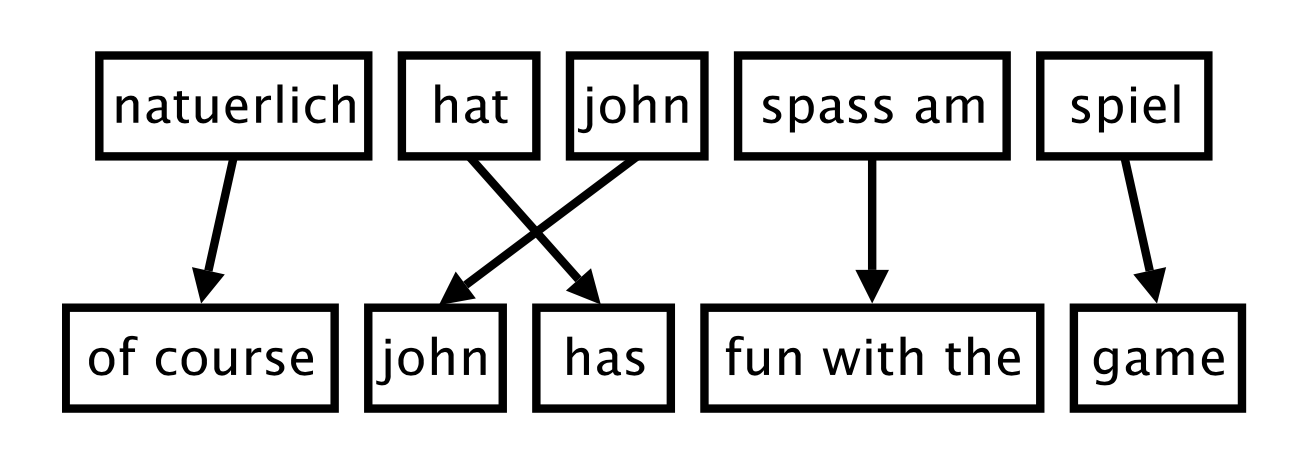 natuerlich hat john spass am spiel
of course john has fun with the game